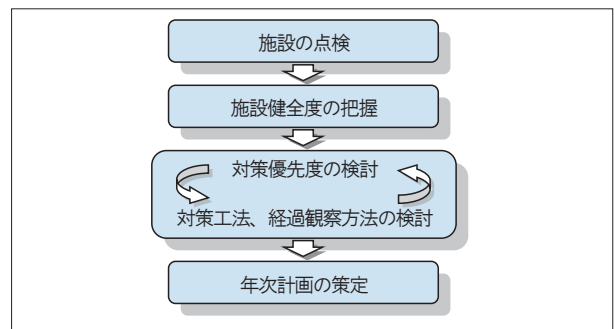 施設の点検
施設健全度の把握
対策優先度の検討
対策工法、経過観察方法の検討
年次計画の策定